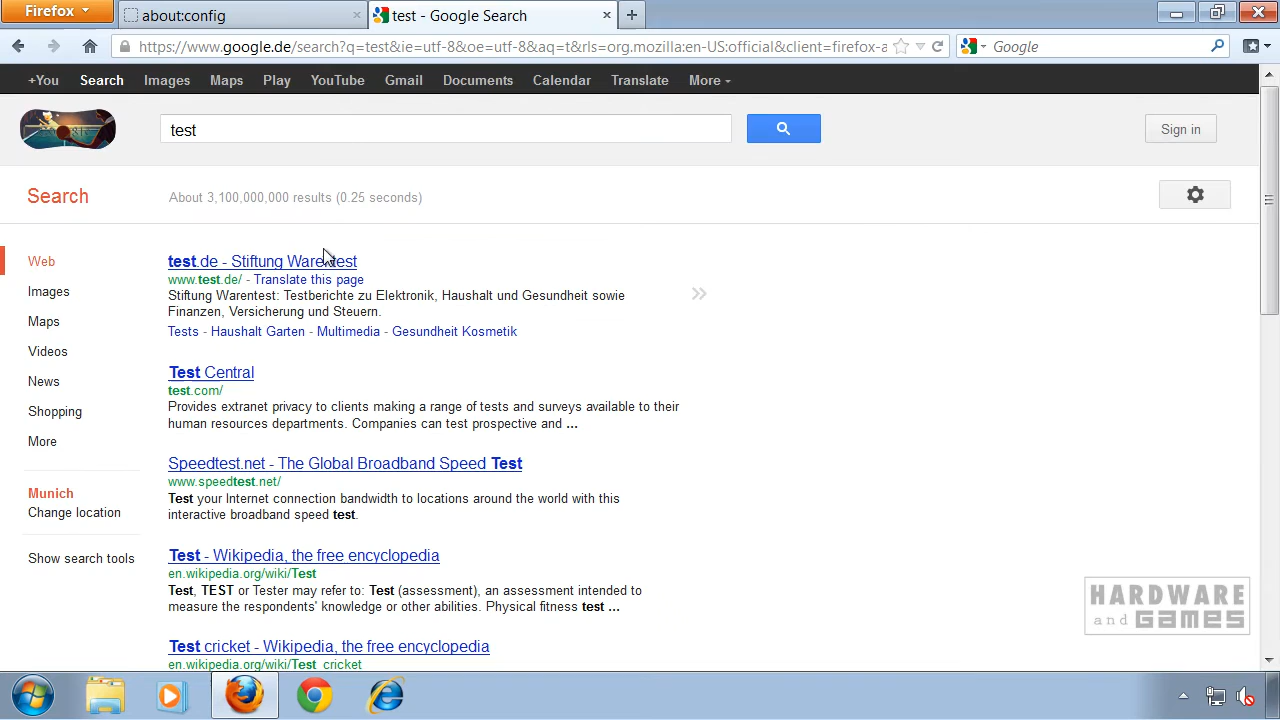 Firefox
about:config
test - Google Search
https://www.google.de/search?q=test&ie=utf-8&oe=utf-8&aq=t&rls=org.mozilla:en-US:official&client=firefox-a
Google
+You Search Images Maps Play YouTube Gmail Documents Calendar Translate More
test
Sign in
Search
About 3,100,000,000 results (0.25 seconds)
Web
Images
Maps
Videos
News
Shopping
More
Munich
Change location
Show search tools
test.de - Stiftung Warentest
www.test.de/ - Translate this page
Stiftung Warentest: Testberichte zu Elektronik, Haushalt und Gesundheit sowie
Finanzen, Versicherung und Steuern.
Tests - Haushalt Garten - Multimedia - Gesundheit Kosmetik
Test Central
test.com/
Provides extranet privacy to clients making a range of tests and surveys available to their
human resources departments. Companies can test prospective and ...
Speedtest.net - The Global Broadband Speed Test
www.speedtest.net/
Test your Internet connection bandwidth to locations around the world with this
interactive broadband speed test.
Test - Wikipedia, the free encyclopedia
en.wikipedia.org/wiki/Test
Test, TEST or Tester may refer to: Test (assessment), an assessment intended to
measure the respondents' knowledge or other abilities. Physical fitness test ...
Test cricket - Wikipedia, the free encyclopedia
en.wikipedia.org/wiki/Test_cricket
HARDWARE
and GAMES